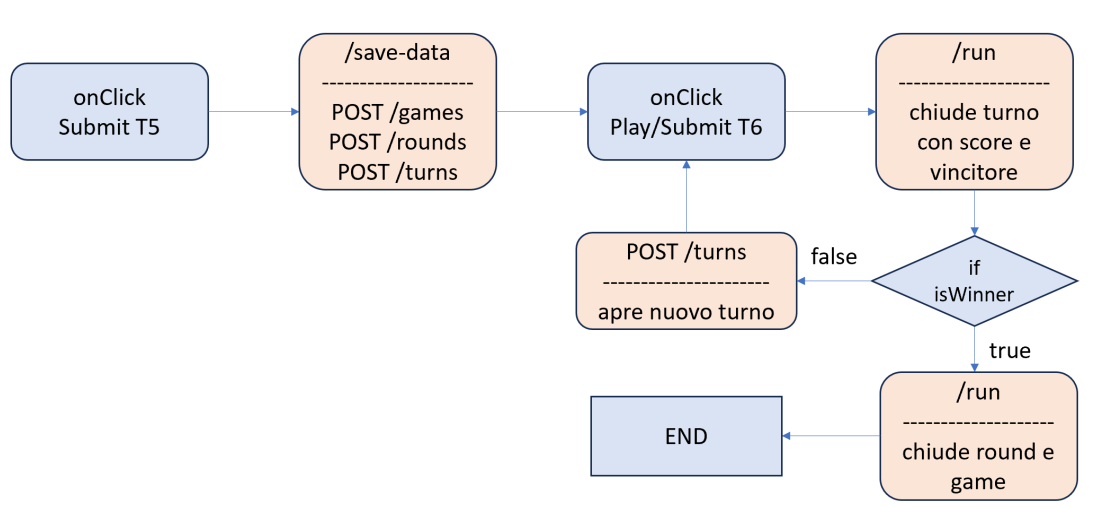 onClick
Submit T5
/save-data
--------------------
POST /games
POST /rounds
POST /turns
onClick
Play/Submit T6
/run
--------------------
chiude turno
con score e
vincitore
if
isWinner
false
POST /turns
----------------------
apre nuovo turno
true
/run
--------------------
chiude round e
game
END